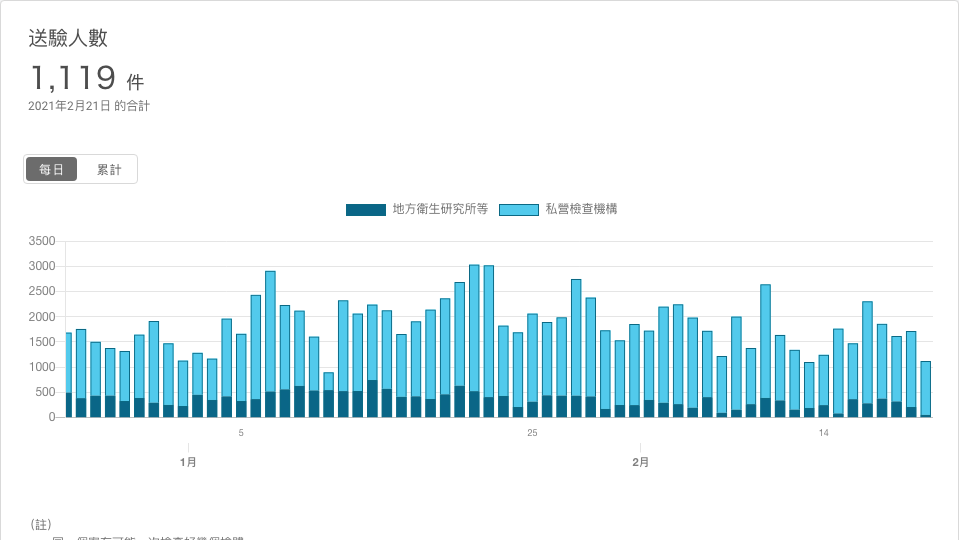 送驗人數
1,119 件
2021年2月21日 的合計
每日 累計
地方衛生研究所等 私營檢查機構
3500
3000
2500
2000
1500
1000
500
0
5 25 14
1月 2月
（註）